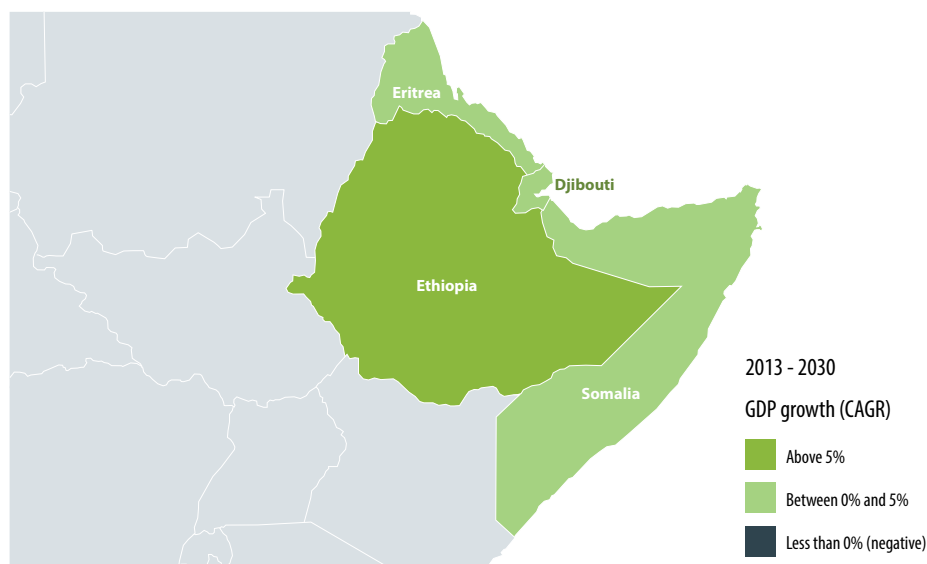 Eritrea
Djibouti
Ethiopia
Somalia
2013 - 2030
GDP growth (CAGR)
Above 5%
Between 0% and 5%
Less than 0% (negative)